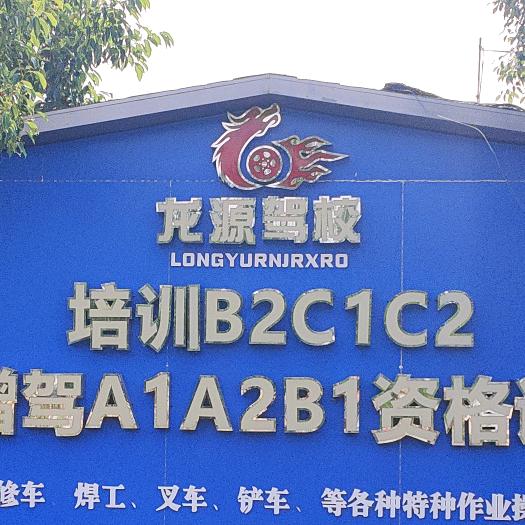 龙源驾校
LONGYURNJRXRO
培训B2C1C2
增驾A1A2B1资格
修车 焊工、叉车、铲车、等各种特种作业